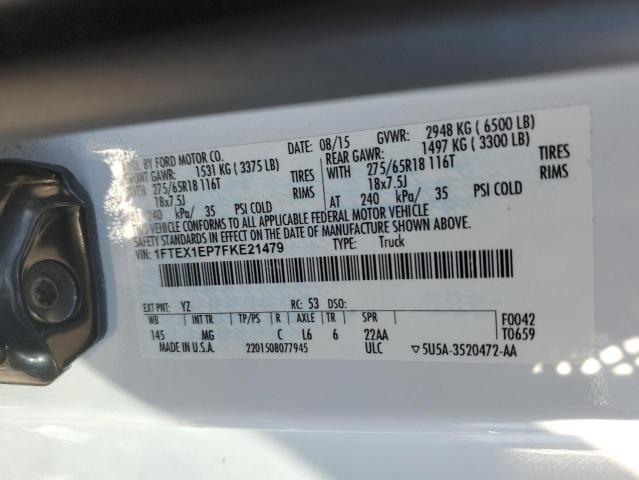 D. BY FORD MOTOR CO. DATE: 08/15 GVWR: 2948 KG ( 6500 LB)
ONT GAWR: 1531 KG ( 3375 LB) REAR GAWR: 1497 KG ( 3300 LB)
WITH 275/65R18 116T TIRES WITH 275/65R18 116T TIRES
18x7.5J RIMS 18x7.5J RIMS
AT 240 kPa/ 35 PSI COLD AT 240 kPa/ 35 PSI COLD
THIS VEHICLE CONFORMS TO ALL APPLICABLE FEDERAL MOTOR VEHICLE
SAFETY STANDARDS IN EFFECT ON THE DATE OF MANUFACTURE SHOWN ABOVE.
VIN: 1FTEX1EP7FKE21479 TYPE: Truck
EXT PNT: YZ RC: 53 DSO:
WB INT TR TP/PS R AXLE TR SPR F0042
145 MG C L6 6 22AA T0659
MADE IN U.S.A. 2201508077945 ULC ▽5U5A-3520472-AA